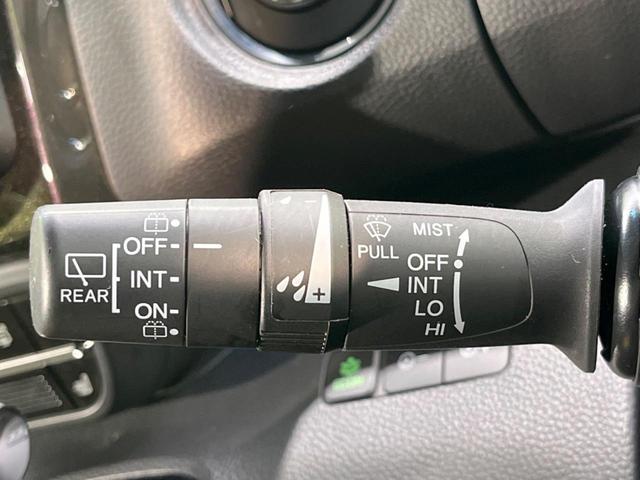 OFF
INT
REAR
ON
- 
+
PULL
MIST
OFF
INT
LO
HI